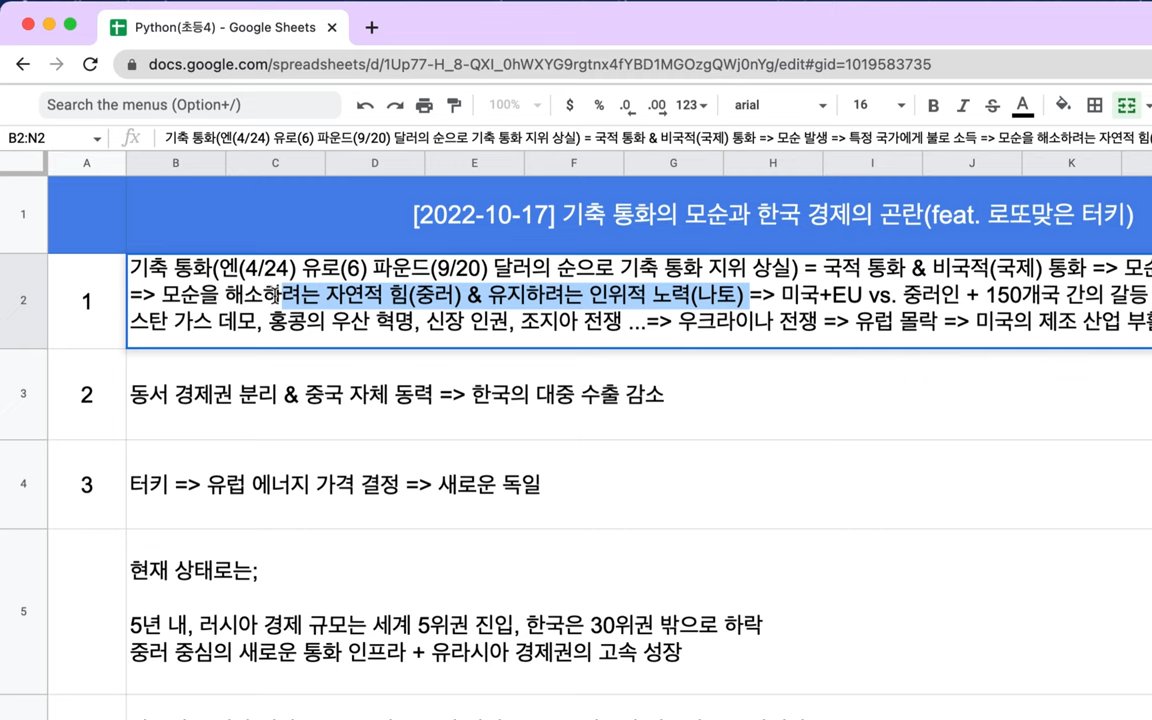 Python(초등4) - Google Sheets
docs.google.com/spreadsheets/d/1Up77-H_8-QXI_0hWXYG9rgtnx4fYBD1MGOzgQWj0nYg/edit#gid=1019583735
Search the menus (Option+/) 100% $ % .0 .00 123 arial 16 B I S A
B2:N2 fx 기축 통화(엔(4/24) 유로(6) 파운드(9/20) 달러의 순으로 기축 통화 지위 상실) = 국적 통화 & 비국적(국제) 통화 => 모순 발생 => 특정 국가에게 불로 소득 => 모순을 해소하려는 자연적 힘(
A B C D E F G H I J K
1 [2022-10-17] 기축 통화의 모순과 한국 경제의 곤란(feat. 로또맞은 터키)
기축 통화(엔(4/24) 유로(6) 파운드(9/20) 달러의 순으로 기축 통화 지위 상실) = 국적 통화 & 비국적(국제) 통화 => 모순
2 1 => 모순을 해소하려는 자연적 힘(중러) & 유지하려는 인위적 노력(나토) => 미국+EU vs. 중러인 + 150개국 간의 갈등
스탄 가스 데모, 홍콩의 우산 혁명, 신장 인권, 조지아 전쟁 ...=> 우크라이나 전쟁 => 유럽 몰락 => 미국의 제조 산업 부
3 2 동서 경제권 분리 & 중국 자체 동력 => 한국의 대중 수출 감소
4 3 터키 => 유럽 에너지 가격 결정 => 새로운 독일
현재 상태로는;
5
5년 내, 러시아 경제 규모는 세계 5위권 진입, 한국은 30위권 밖으로 하락
중러 중심의 새로운 통화 인프라 + 유라시아 경제권의 고속 성장